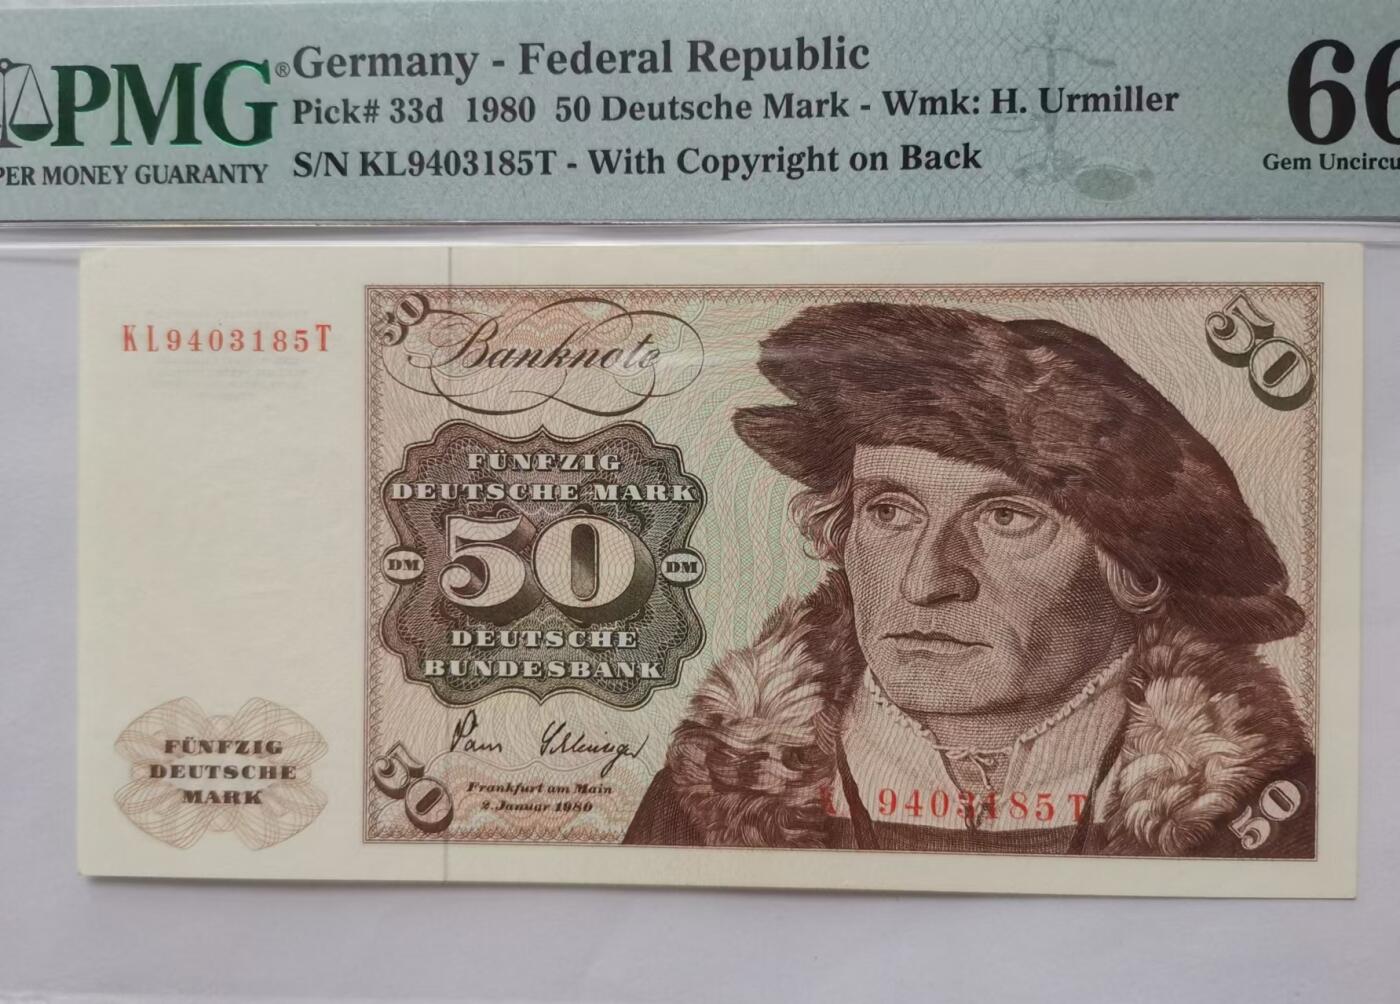 PMG®
PER MONEY GUARANTY
Germany - Federal Republic
Pick# 33d 1980 50 Deutsche Mark - Wmk: H. Urmiller
S/N KL9403185T - With Copyright on Back
66
Gem Uncircu
KL9403185T
50
Banknote
50
FÜNFZIG
DEUTSCHE MARK
DM
50
DM
DEUTSCHE
BUNDESBANK
FÜNFZIG
DEUTSCHE
MARK
50
Frankfurt am Main
2. Januar 1980
KL9403185T
50